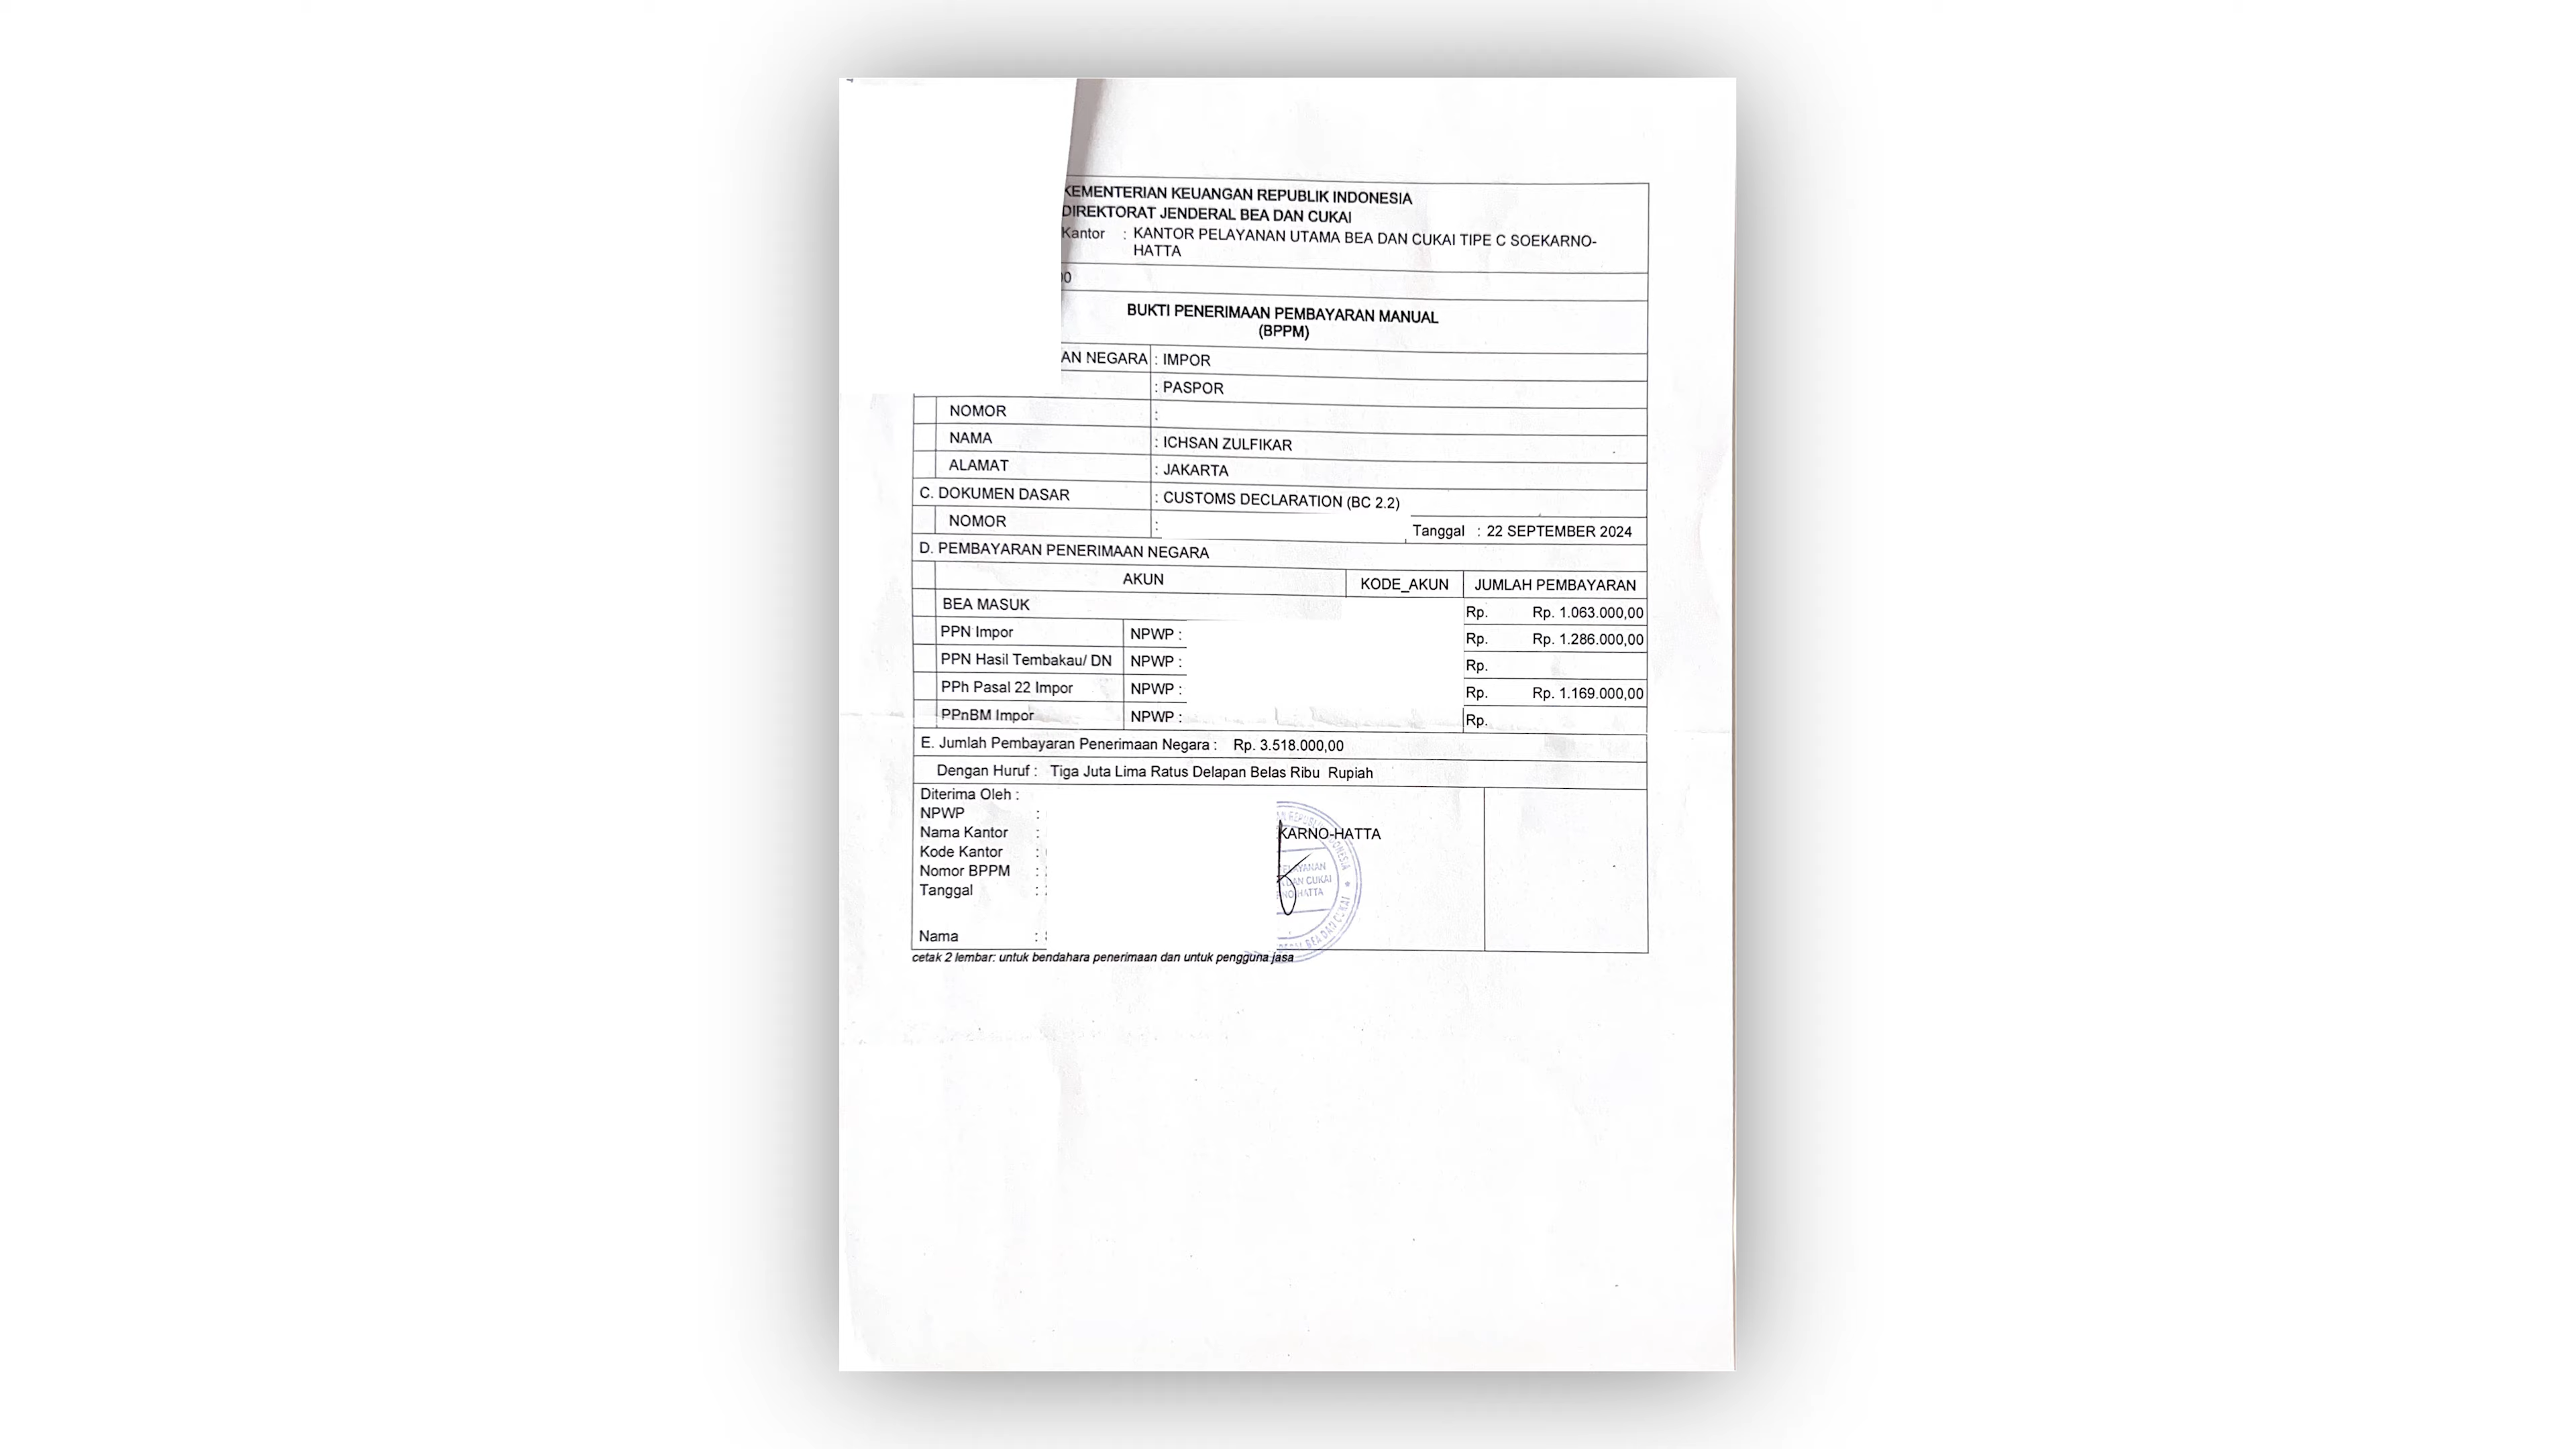 KEMENTERIAN KEUANGAN REPUBLIK INDONESIA
DIREKTORAT JENDERAL BEA DAN CUKAI
Kantor : KANTOR PELAYANAN UTAMA BEA DAN CUKAI TIPE C SOEKARNO-
HATTA
BUKTI PENERIMAAN PEMBAYARAN MANUAL
(BPPM)
AN NEGARA : IMPOR
: PASPOR
NOMOR :
NAMA : ICHSAN ZULFIKAR
ALAMAT : JAKARTA
C. DOKUMEN DASAR : CUSTOMS DECLARATION (BC 2.2)
NOMOR : Tanggal : 22 SEPTEMBER 2024
D. PEMBAYARAN PENERIMAAN NEGARA
AKUN KODE_AKUN JUMLAH PEMBAYARAN
BEA MASUK Rp. Rp. 1.063.000,00
PPN Impor NPWP : Rp. Rp. 1.286.000,00
PPN Hasil Tembakau/ DN NPWP : Rp.
PPh Pasal 22 Impor NPWP : Rp. Rp. 1.169.000,00
PPnBM Impor NPWP : Rp.
E. Jumlah Pembayaran Penerimaan Negara : Rp. 3.518.000,00
Dengan Huruf : Tiga Juta Lima Ratus Delapan Belas Ribu Rupiah
Diterima Oleh :
NPWP :
Nama Kantor : KARNO-HATTA
Kode Kantor :
Nomor BPPM :
Tanggal :
Nama :
cetak 2 lembar: untuk bendahara penerimaan dan untuk pengguna jasa